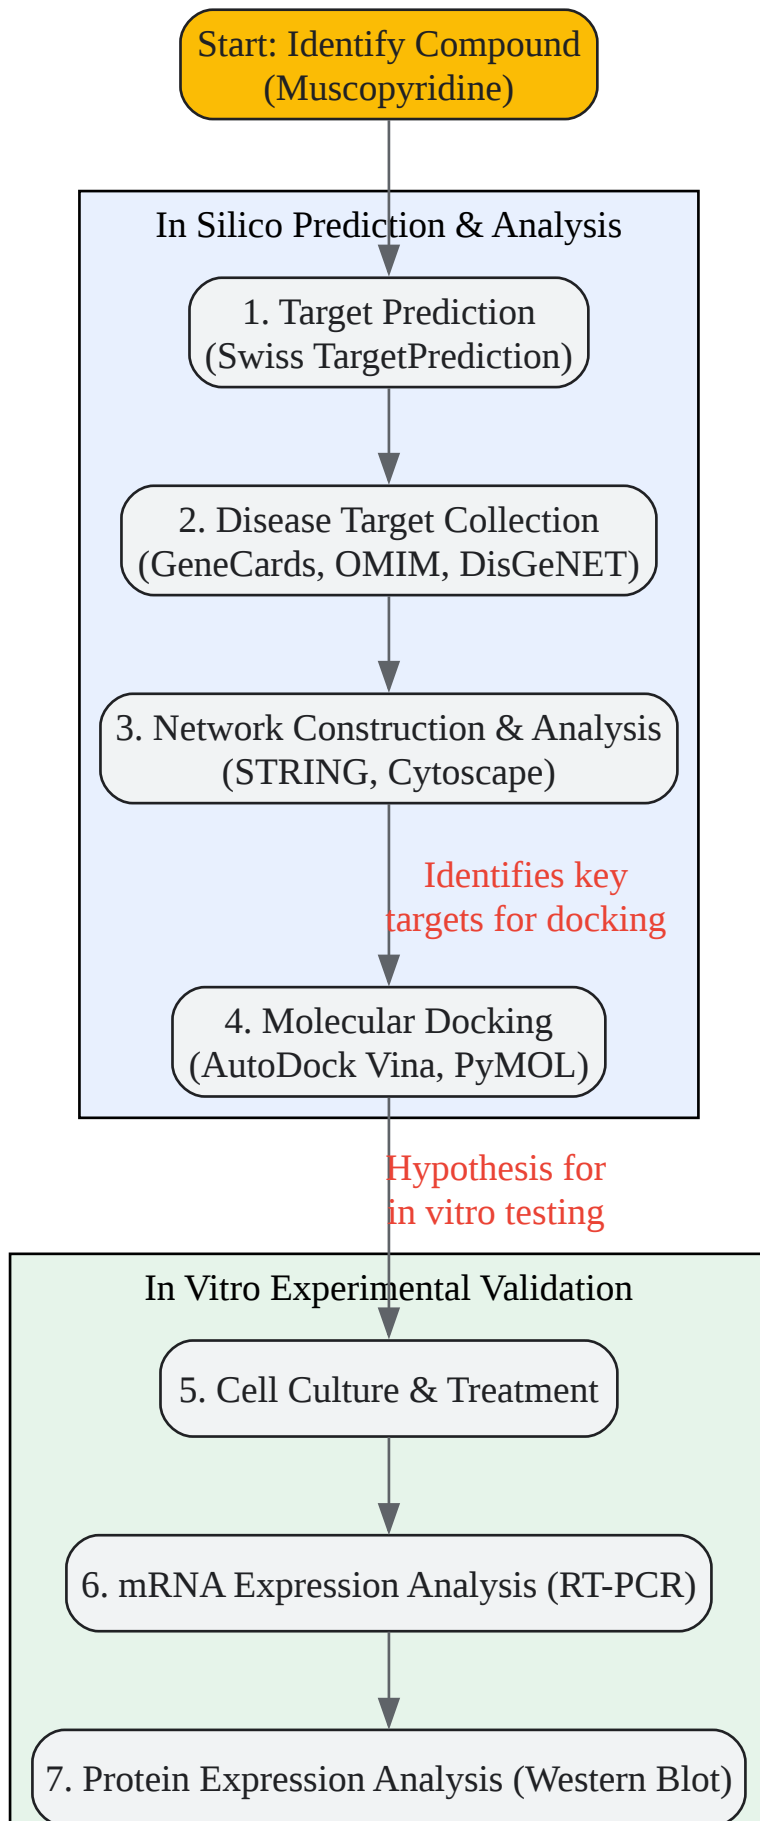 Start: Identify Compound
(Muscopyridine)
In Silico Prediction & Analysis
1. Target Prediction
(Swiss TargetPrediction)
2. Disease Target Collection
(GeneCards, OMIM, DisGeNET)
3. Network Construction & Analysis
(STRING, Cytoscape)
Identifies key
targets for docking
4. Molecular Docking
(AutoDock Vina, PyMOL)
Hypothesis for
in vitro testing
In Vitro Experimental Validation
5. Cell Culture & Treatment
6. mRNA Expression Analysis (RT-PCR)
7. Protein Expression Analysis (Western Blot)